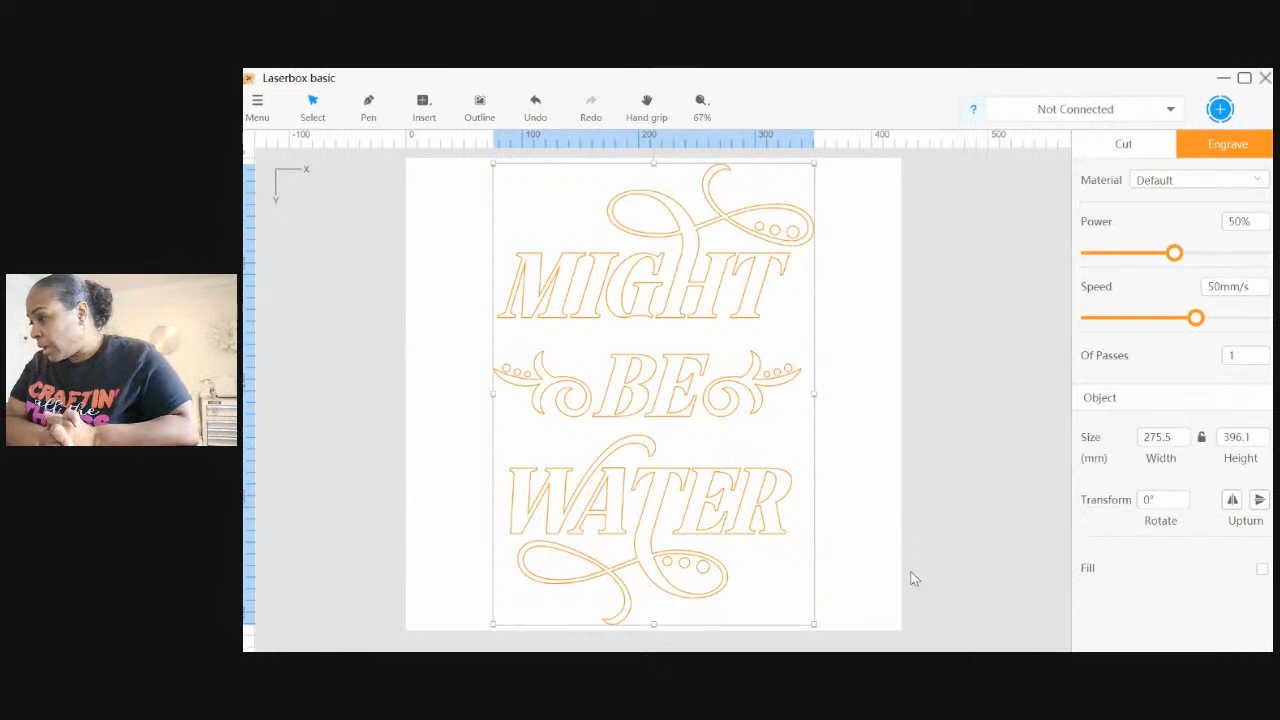 Laserbox basic
Menu Select Pen Insert Outline Undo Redo Hand grip 67%
? Not Connected
-100 0 100 200 300 400 500
X
Y
Cut Engrave
Material Default
Power 50%
Speed 50mm/s
Of Passes 1
Object
Size 275.5 396.1
(mm) Width Height
Transform 0°
Rotate Upturn
Fill
MIGHT
BE
WATER
CRAFTIN'
all the